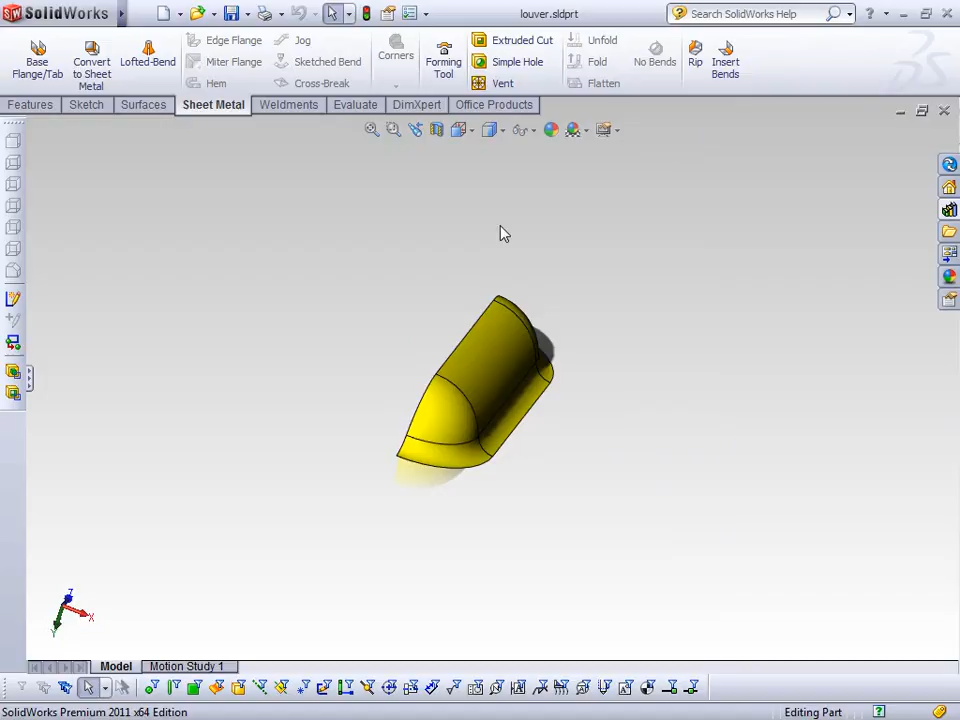 SolidWorks
louver.sldprt
Search SolidWorks Help
Base Flange/Tab
Convert to Sheet Metal
Lofted-Bend
Edge Flange
Miter Flange
Hem
Jog
Sketched Bend
Cross-Break
Corners
Forming Tool
Extruded Cut
Simple Hole
Vent
Unfold
Fold
Flatten
No Bends
Rip
Insert Bends
Features Sketch Surfaces Sheet Metal Weldments Evaluate DimXpert Office Products
Z
X
Y
Model Motion Study 1
SolidWorks Premium 2011 x64 Edition
Editing Part